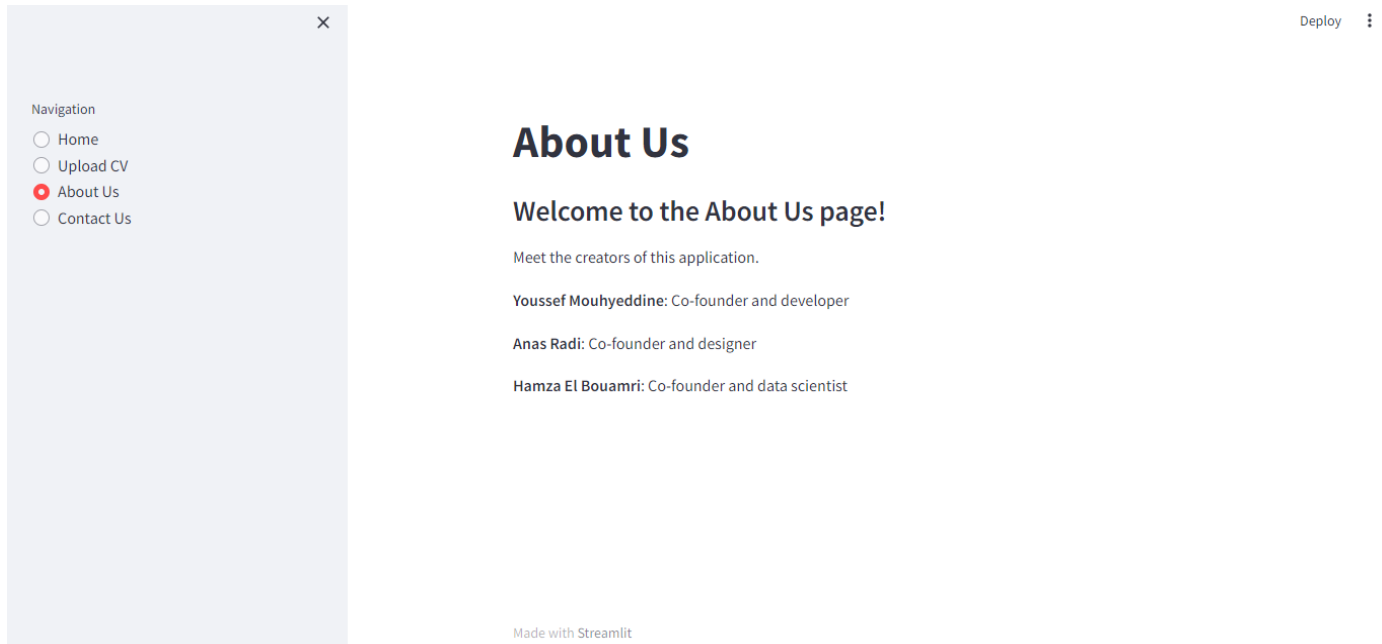 Deploy
Navigation
Home
Upload CV
About Us
Contact Us
About Us
Welcome to the About Us page!
Meet the creators of this application.
Youssef Mouhyeddine: Co-founder and developer
Anas Radi: Co-founder and designer
Hamza El Bouamri: Co-founder and data scientist
Made with Streamlit